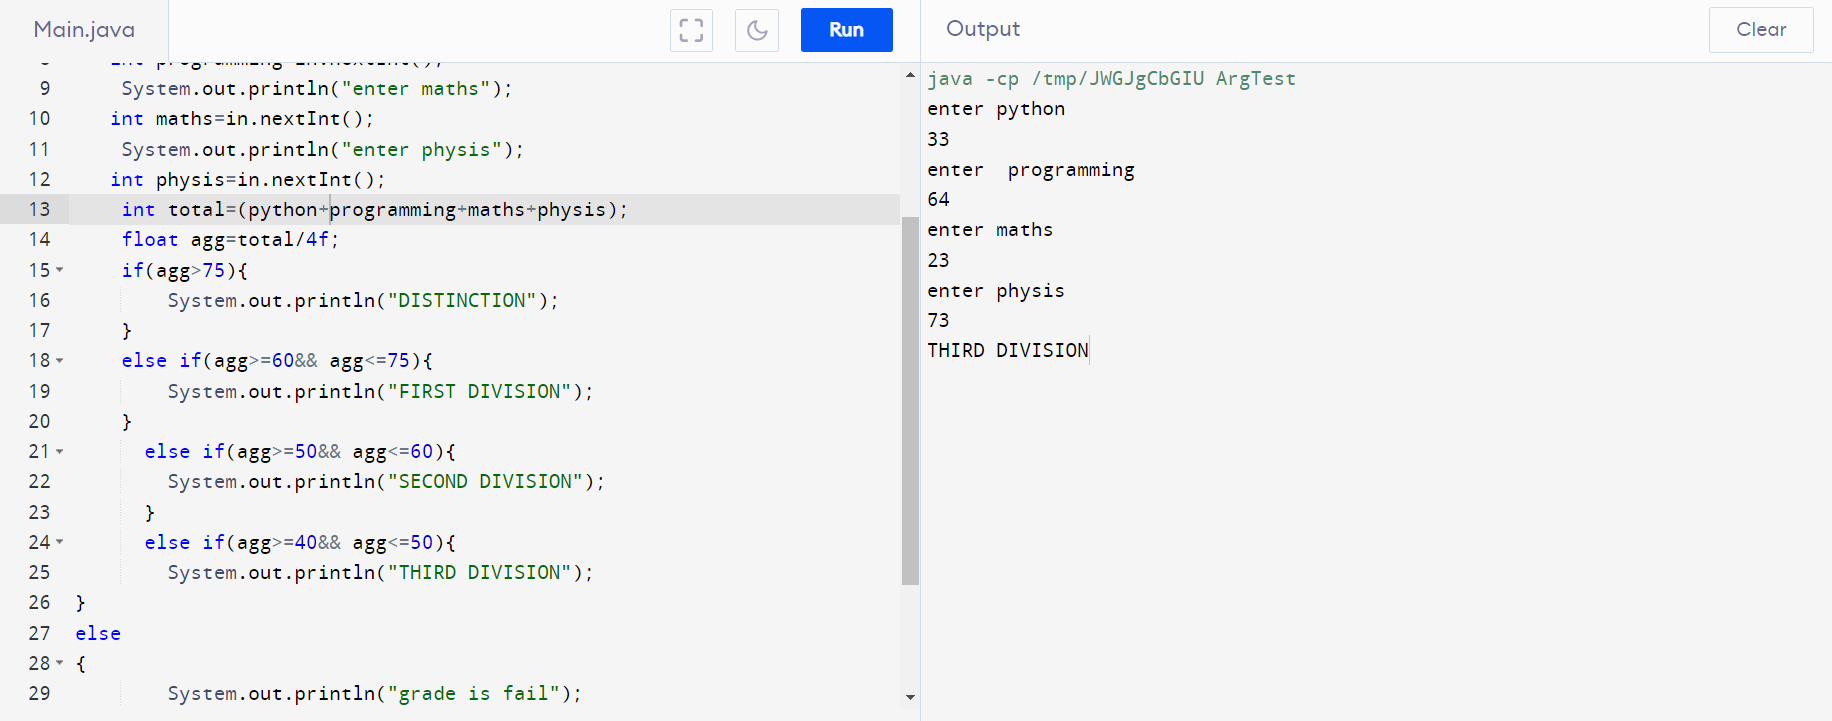 Main.java
Run
Output
Clear
9 System.out.println("enter maths");
10 int maths=in.nextInt();
11 System.out.println("enter physis");
12 int physis=in.nextInt();
13 int total=(python+programming+maths+physis);
14 float agg=total/4f;
15 if(agg>75){
16 System.out.println("DISTINCTION");
17 }
18 else if(agg>=60&& agg<=75){
19 System.out.println("FIRST DIVISION");
20 }
21 else if(agg>=50&& agg<=60){
22 System.out.println("SECOND DIVISION");
23 }
24 else if(agg>=40&& agg<=50){
25 System.out.println("THIRD DIVISION");
26 }
27 else
28 {
29 System.out.println("grade is fail");
java -cp /tmp/JWGJgCbGIU ArgTest
enter python
33
enter  programming
64
enter maths
23
enter physis
73
THIRD DIVISION